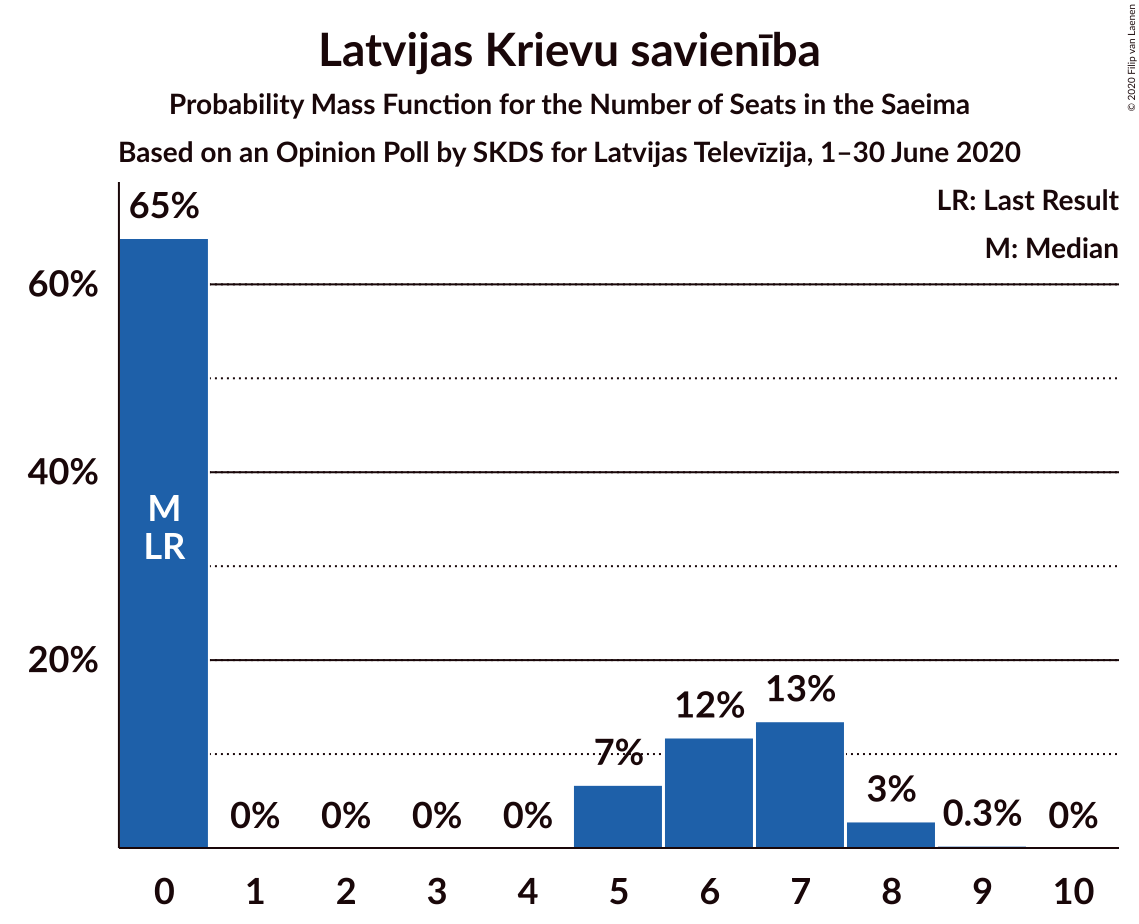 Latvijas Krievu savienība
Probability Mass Function for the Number of Seats in the Saeima
Based on an Opinion Poll by SKDS for Latvijas Televīzija, 1–30 June 2020
© 2020 Filip van Laenen
LR: Last Result
M: Median
65%
60%
40%
20%
M
LR
0%
0%
0%
0%
7%
12%
13%
3%
0.3%
0%
0 1 2 3 4 5 6 7 8 9 10